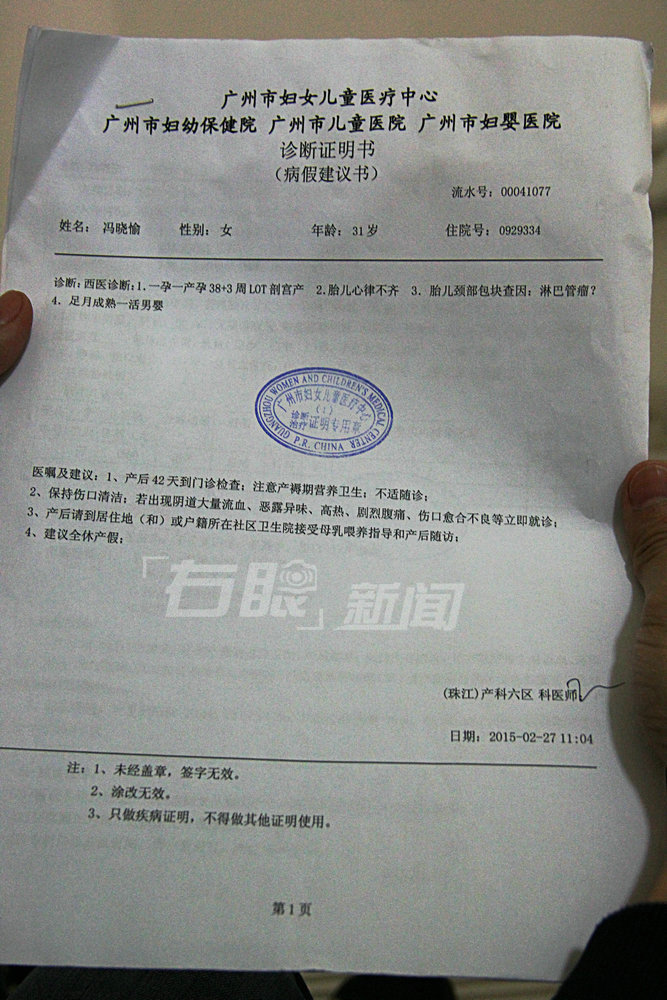 广州市妇女儿童医疗中心
广州市妇幼保健院 广州市儿童医院 广州市妇婴医院
诊断证明书
(病假建议书)
流水号：00041077
姓名：冯晓愉 性别：女 年龄：31岁 住院号：0929334
诊断：西医诊断：1.一孕一产孕38+3周LOT剖宫产 2.胎儿心律不齐 3. 胎儿颈部包块查因：淋巴管瘤？
4、足月成熟一活男婴
GUANGZHOU WOMEN AND CHILDREN'S MEDICAL CENTER
广州市妇女儿童医疗中心
(1)
诊断
治疗
证明专用章
P.R. CHINA
医嘱及建议：1、产后42天到门诊检查；注意产褥期营养卫生；不适随诊；
2、保持伤口清洁；若出现阴道大量流血、恶露异味、高热、剧烈腹痛、伤口愈合不良等立即就诊；
3、产后请到居住地（和）或户籍所在社区卫生院接受母乳喂养指导和产后随访；
4、建议全休产假；
「右眼」新闻
(珠江)产科六区 科医师
日期：2015-02-27 11:04
注：1、未经盖章，签字无效。
2、涂改无效。
3、只做疾病证明，不得做其他证明使用。
第1页